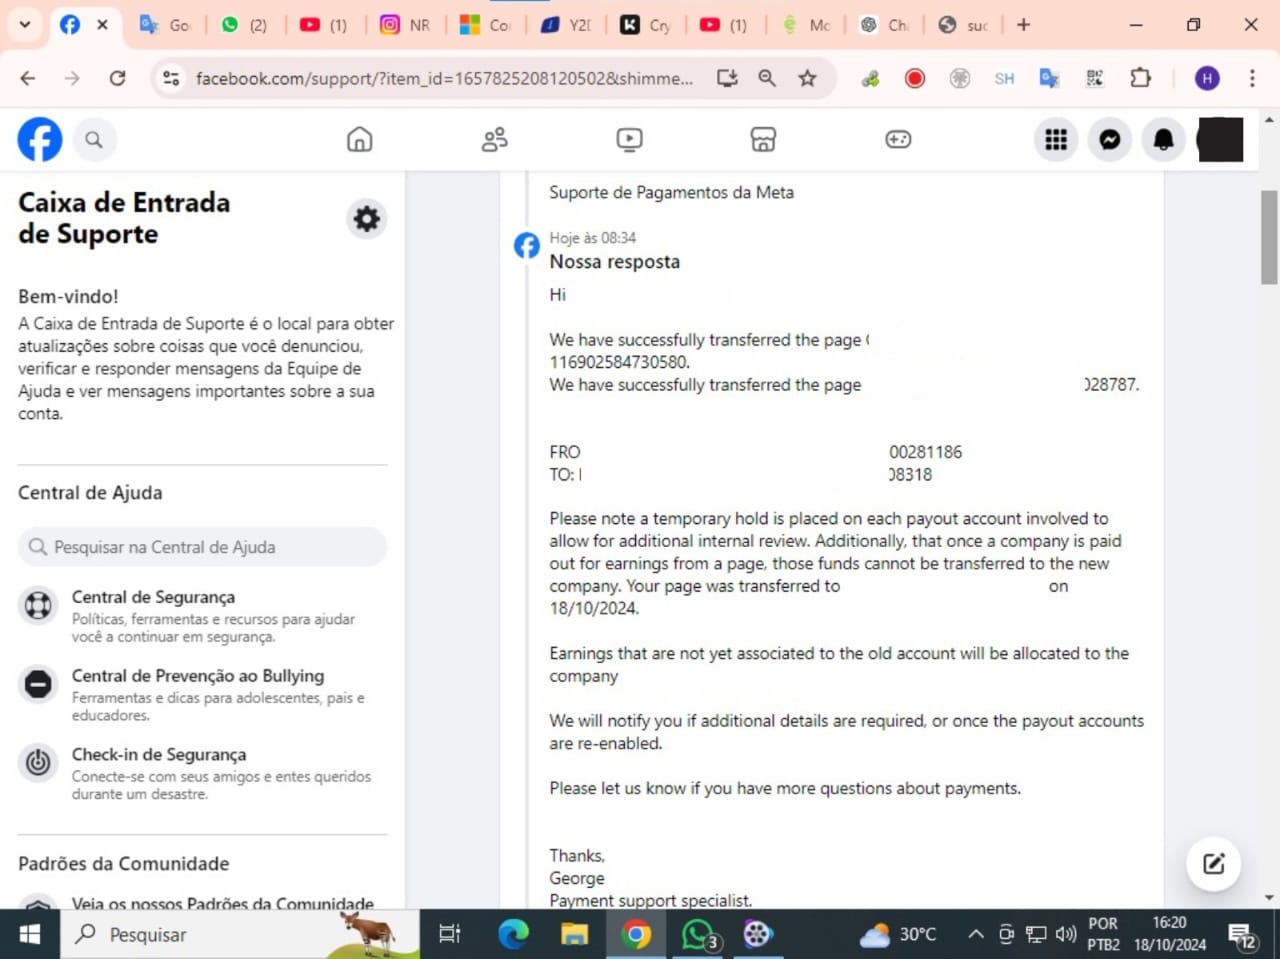 Go
(2)
(1)
NR
Co
Y2
Cry
(1)
Mc
Ch
suc
facebook.com/support/?item_id=1657825208120502&shimme...
SH
H
Caixa de Entrada
de Suporte
Bem-vindo!
A Caixa de Entrada de Suporte é o local para obter
atualizações sobre coisas que você denunciou,
verificar e responder mensagens da Equipe de
Ajuda e ver mensagens importantes sobre a sua
conta.
Central de Ajuda
Pesquisar na Central de Ajuda
Central de Segurança
Políticas, ferramentas e recursos para ajudar
você a continuar em segurança.
Central de Prevenção ao Bullying
Ferramentas e dicas para adolescentes, pais e
educadores.
Check-in de Segurança
Conecte-se com seus amigos e entes queridos
durante um desastre.
Padrões da Comunidade
Veja os nossos Padrões da Comunidade
Suporte de Pagamentos da Meta
Hoje às 08:34
Nossa resposta
Hi
We have successfully transferred the page
116902584730580.
We have successfully transferred the page 028787.
FRO 00281186
TO: 08318
Please note a temporary hold is placed on each payout account involved to
allow for additional internal review. Additionally, that once a company is paid
out for earnings from a page, those funds cannot be transferred to the new
company. Your page was transferred to on
18/10/2024.
Earnings that are not yet associated to the old account will be allocated to the
company
We will notify you if additional details are required, or once the payout accounts
are re-enabled.
Please let us know if you have more questions about payments.
Thanks,
George
Payment support specialist.
Pesquisar
3
30°C
POR
PTB2
16:20
18/10/2024
12